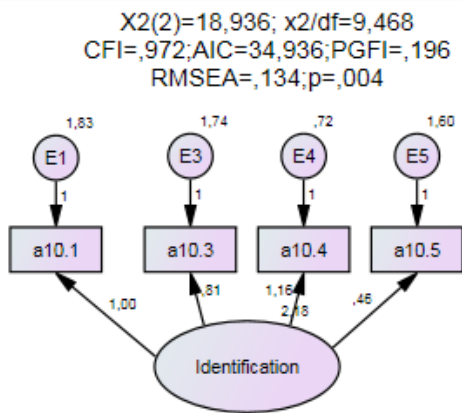 X2(2)=18,936; x2/df=9,468
CFI=,972;AIC=34,936;PGFI=,196
RMSEA=,134;p=,004
1,83 1,74 ,72 1,60
E1 E3 E4 E5
1 1 1 1
a10.1 a10.3 a10.4 a10.5
1,00 ,81 1,16 ,46
2,18
Identification